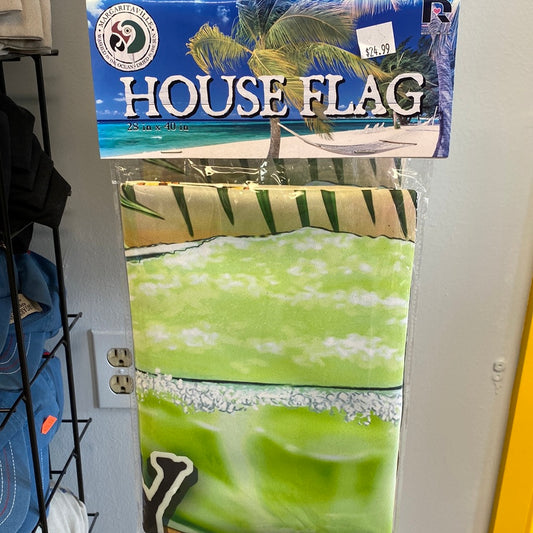 MARGARITAVILLE
$24.99
R
HOUSE FLAG
28 in x 40 in
Y